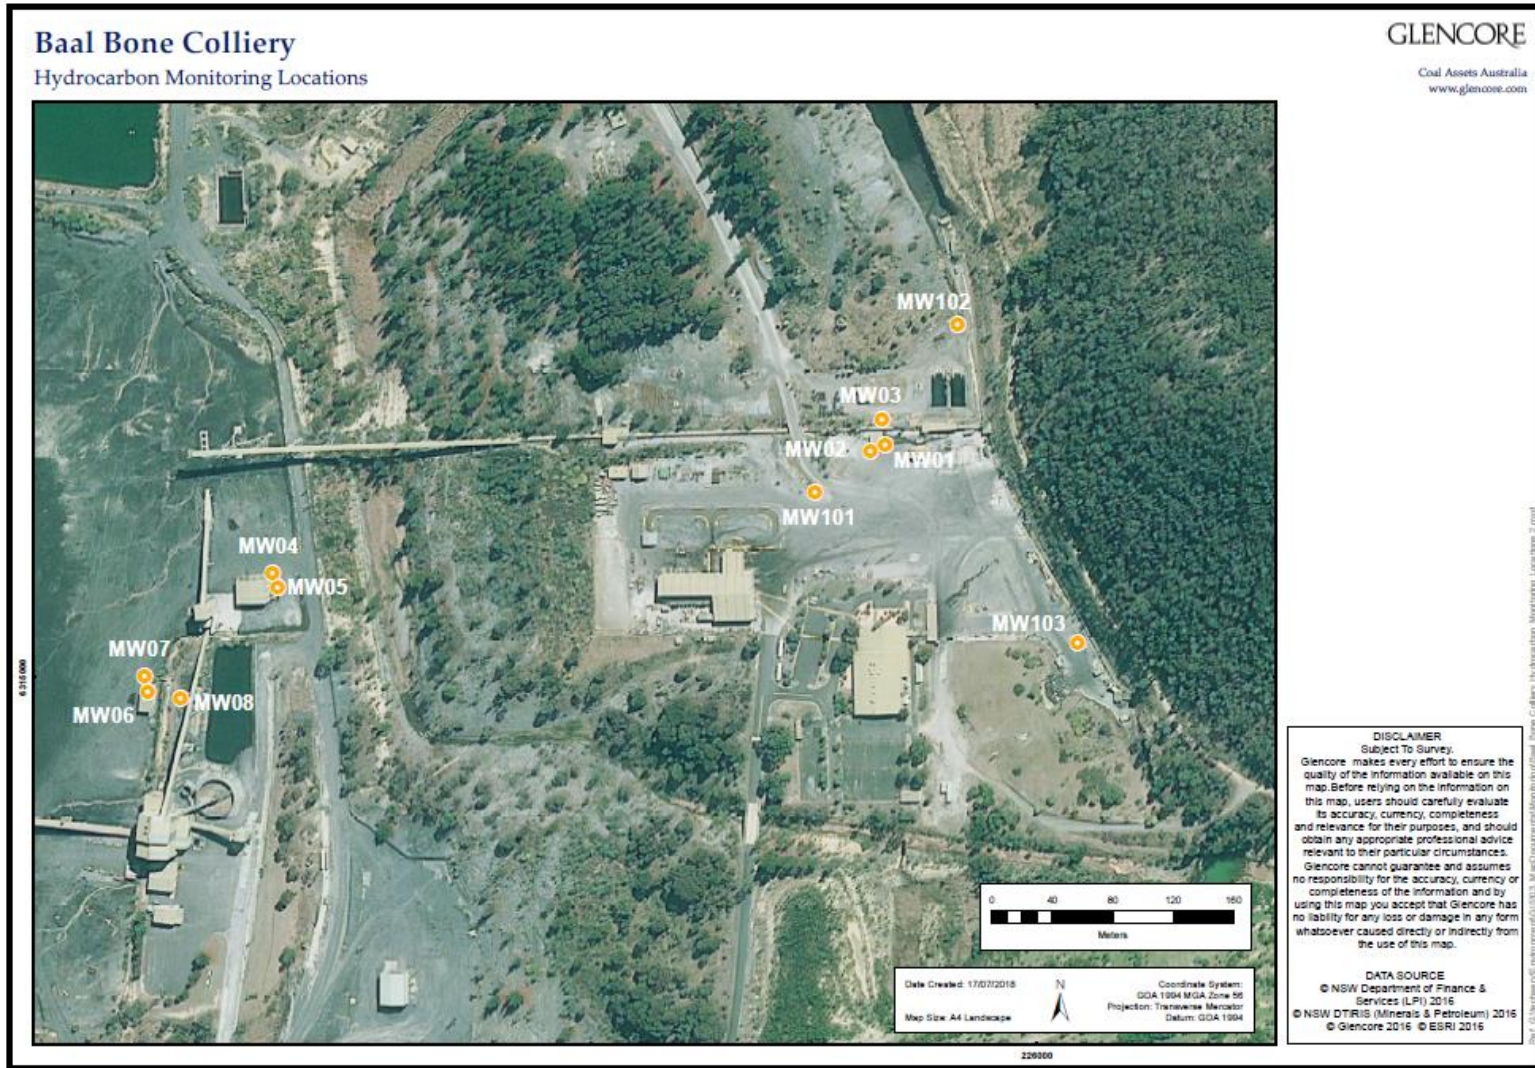 Baal Bone Colliery
Hydrocarbon Monitoring Locations
GLENCORE
Coal Assets Australia
www.glencore.com
MW102
MW03
MW02
MW01
MW101
MW04
MW05
MW103
MW07
MW06
MW08
6315000
226000
0 40 80 120 160
Meters
Date Created: 17/07/2018
Map Size: A4 Landscape
N
Coordinate System:
GDA 1994 MGA Zone 56
Projection: Transverse Mercator
Datum: GDA 1994
DISCLAIMER
Subject To Survey.
Glencore makes every effort to ensure the
quality of the information available on this
map.Before relying on the information on
this map, users should carefully evaluate
its accuracy, currency, completeness
and relevance for their purposes, and should
obtain any appropriate professional advice
relevant to their particular circumstances.
Glencore cannot guarantee and assumes
no responsibility for the accuracy, currency or
completeness of the information and by
using this map you accept that Glencore has
no liability for any loss or damage in any form
whatsoever caused directly or indirectly from
the use of this map.
DATA SOURCE
© NSW Department of Finance &
Services (LPI) 2016
© NSW DTIRIS (Minerals & Petroleum) 2016
© Glencore 2016 © ESRI 2016